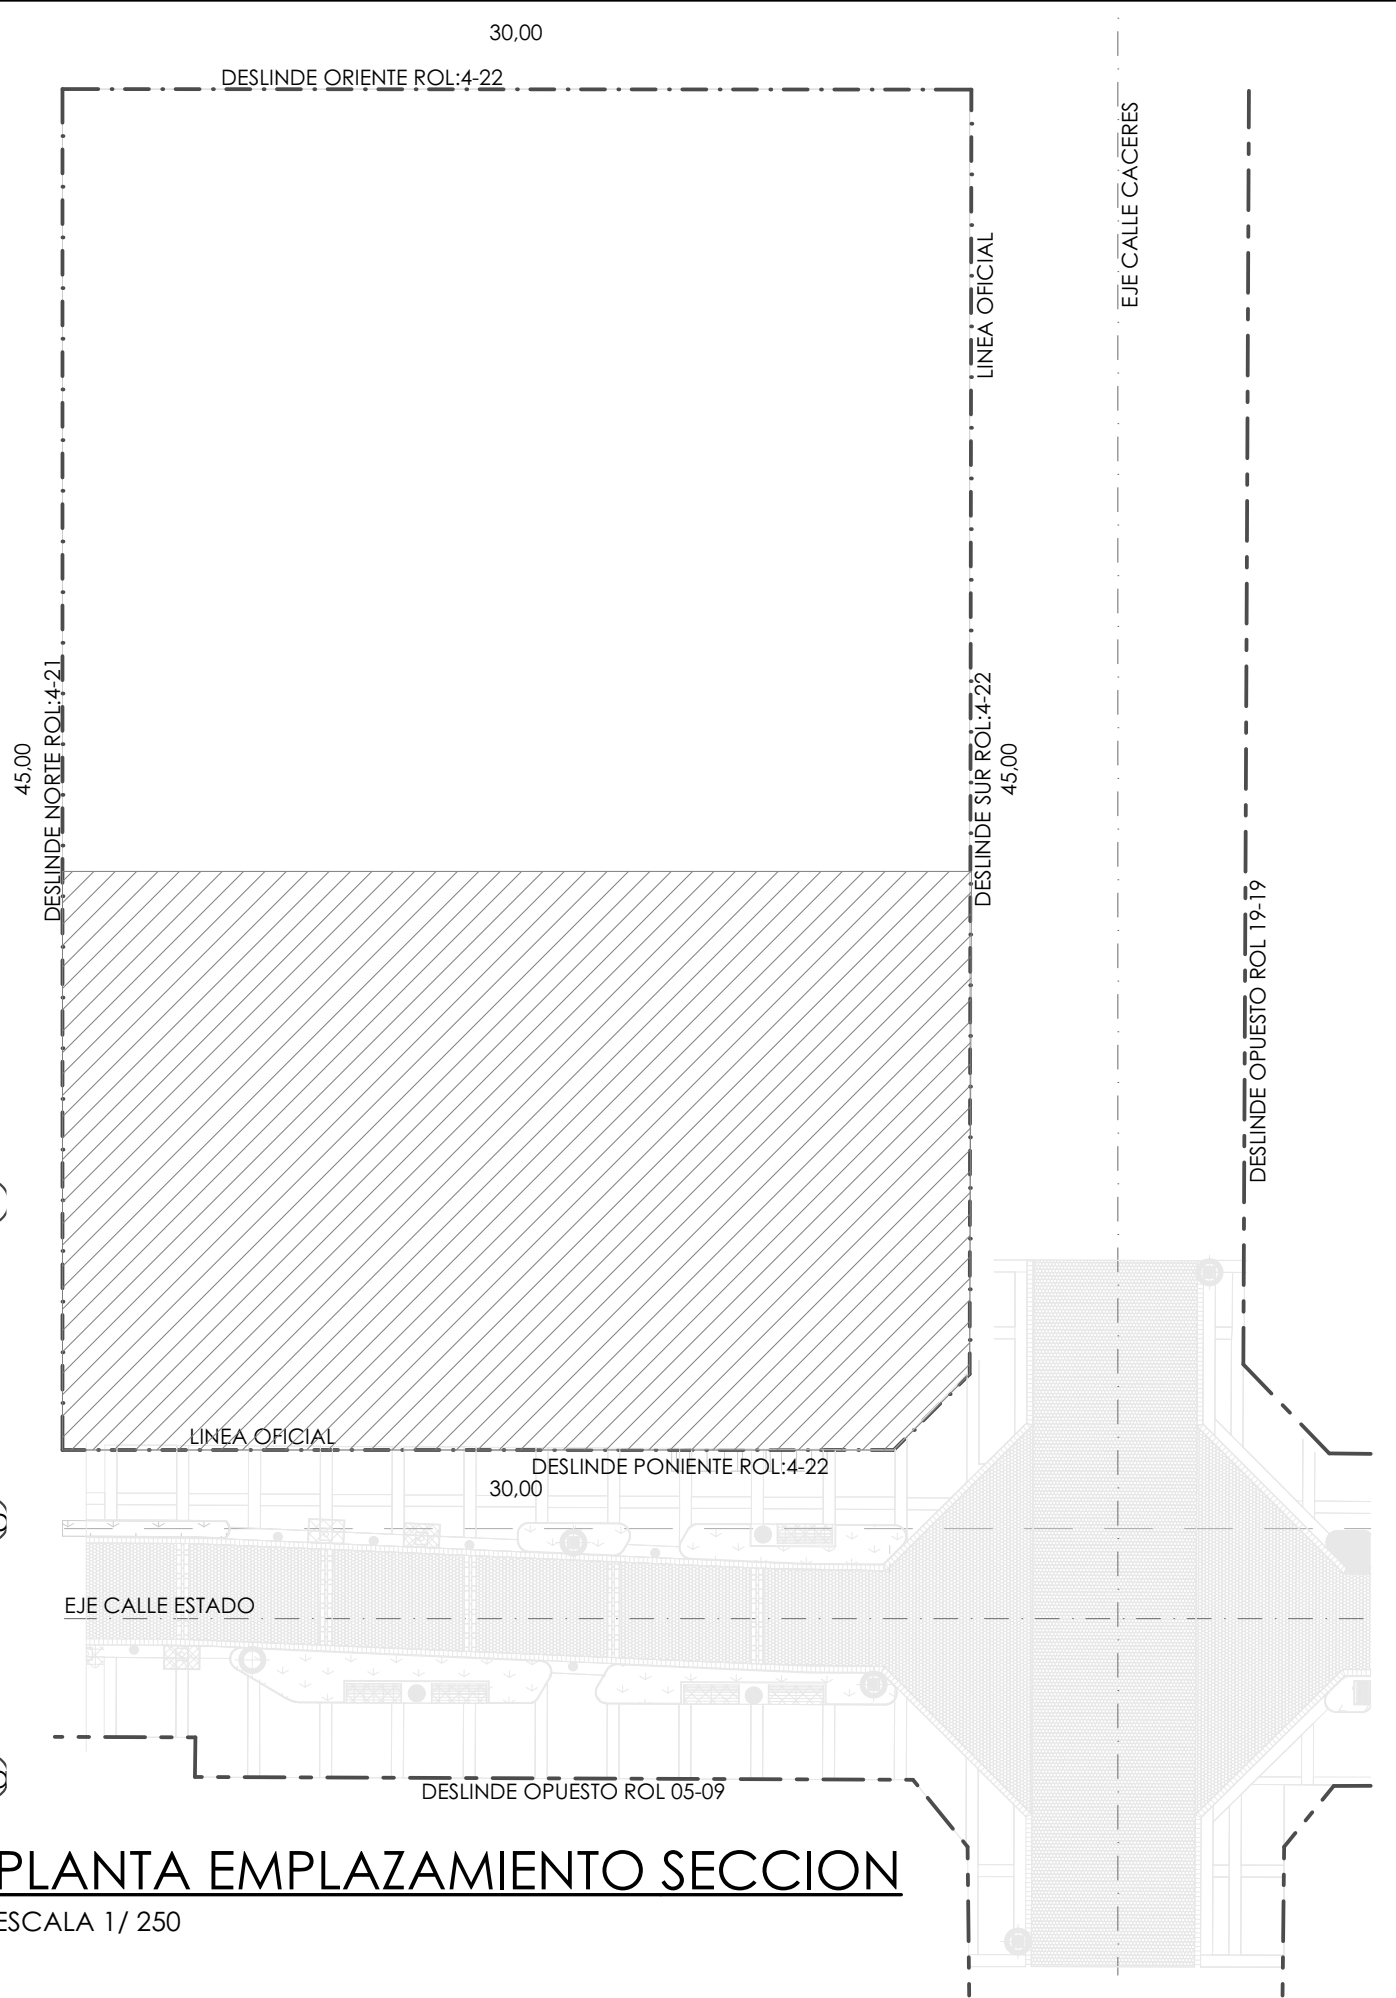 30,00
DESLINDE ORIENTE ROL:4-22
EJE CALLE CACERES
LINEA OFICIAL
DESLINDE NORTE ROL:4-21
45,00
DESLINDE SUR ROL:4-22
45,00
DESLINDE OPUESTO ROL 19-19
LINEA OFICIAL
DESLINDE PONIENTE ROL:4-22
30,00
EJE CALLE ESTADO
DESLINDE OPUESTO ROL 05-09
PLANTA EMPLAZAMIENTO SECCION
ESCALA 1/ 250